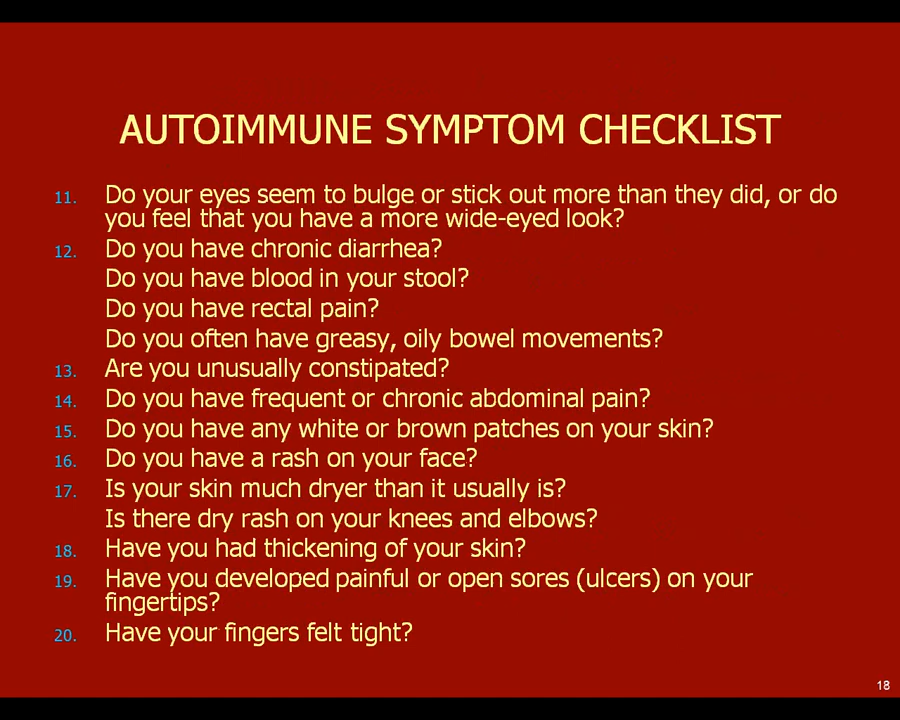 AUTOIMMUNE SYMPTOM CHECKLIST
11. Do your eyes seem to bulge or stick out more than they did, or do
you feel that you have a more wide-eyed look?
12. Do you have chronic diarrhea?
Do you have blood in your stool?
Do you have rectal pain?
Do you often have greasy, oily bowel movements?
13. Are you unusually constipated?
14. Do you have frequent or chronic abdominal pain?
15. Do you have any white or brown patches on your skin?
16. Do you have a rash on your face?
17. Is your skin much dryer than it usually is?
Is there dry rash on your knees and elbows?
18. Have you had thickening of your skin?
19. Have you developed painful or open sores (ulcers) on your
fingertips?
20. Have your fingers felt tight?
18